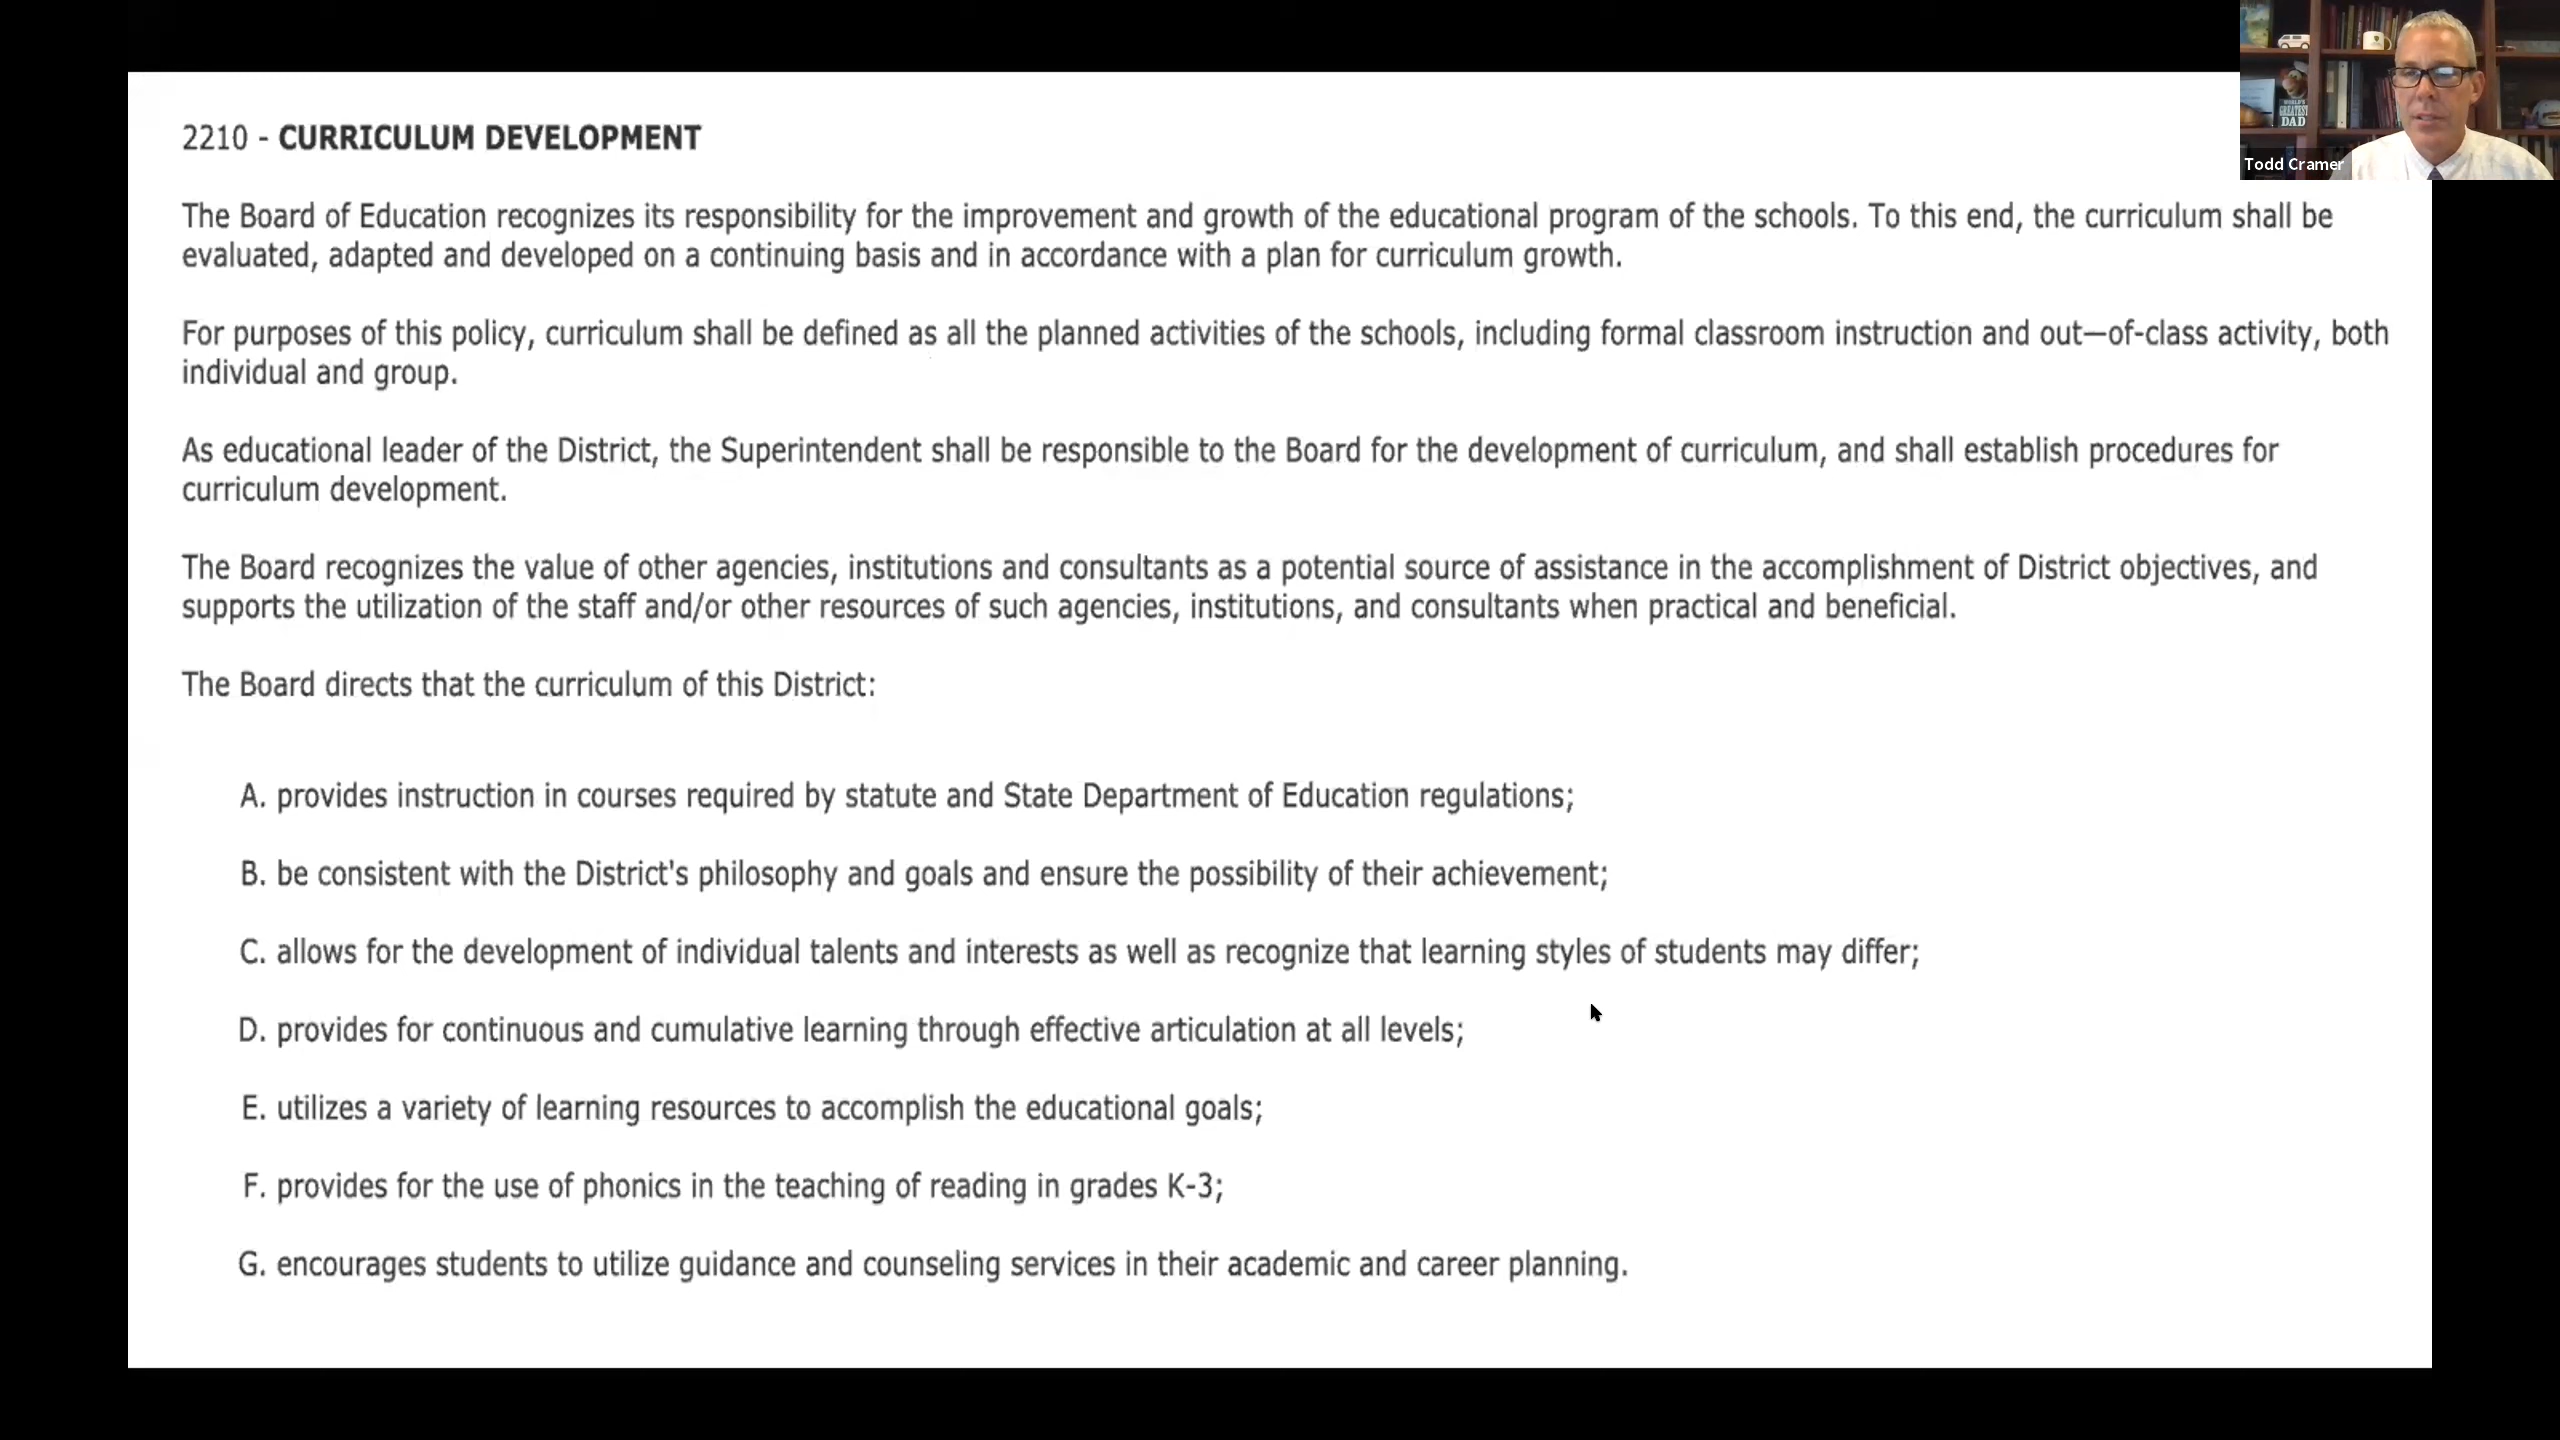 2210 - CURRICULUM DEVELOPMENT
The Board of Education recognizes its responsibility for the improvement and growth of the educational program of the schools. To this end, the curriculum shall be
evaluated, adapted and developed on a continuing basis and in accordance with a plan for curriculum growth.
For purposes of this policy, curriculum shall be defined as all the planned activities of the schools, including formal classroom instruction and out—of-class activity, both
individual and group.
As educational leader of the District, the Superintendent shall be responsible to the Board for the development of curriculum, and shall establish procedures for
curriculum development.
The Board recognizes the value of other agencies, institutions and consultants as a potential source of assistance in the accomplishment of District objectives, and
supports the utilization of the staff and/or other resources of such agencies, institutions, and consultants when practical and beneficial.
The Board directs that the curriculum of this District:
A. provides instruction in courses required by statute and State Department of Education regulations;
B. be consistent with the District's philosophy and goals and ensure the possibility of their achievement;
C. allows for the development of individual talents and interests as well as recognize that learning styles of students may differ;
D. provides for continuous and cumulative learning through effective articulation at all levels;
E. utilizes a variety of learning resources to accomplish the educational goals;
F. provides for the use of phonics in the teaching of reading in grades K-3;
G. encourages students to utilize guidance and counseling services in their academic and career planning.
WORLD'S
GREATEST
DAD
Todd Cramer